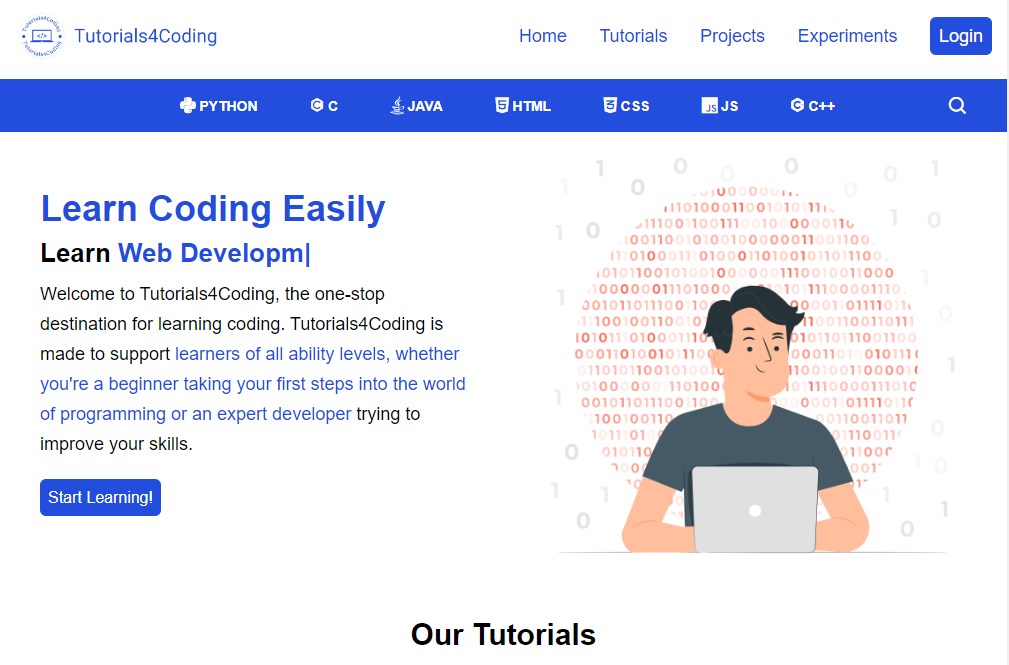 Tutorials4Coding
Tutorials4Coding
Tutorials4Coding
Home Tutorials Projects Experiments Login
PYTHON C JAVA HTML CSS JS JS C++
Learn Coding Easily
Learn Web Developm|
Welcome to Tutorials4Coding, the one-stop
destination for learning coding. Tutorials4Coding is
made to support learners of all ability levels, whether
you're a beginner taking your first steps into the world
of programming or an expert developer trying to
improve your skills.
Start Learning!
Our Tutorials